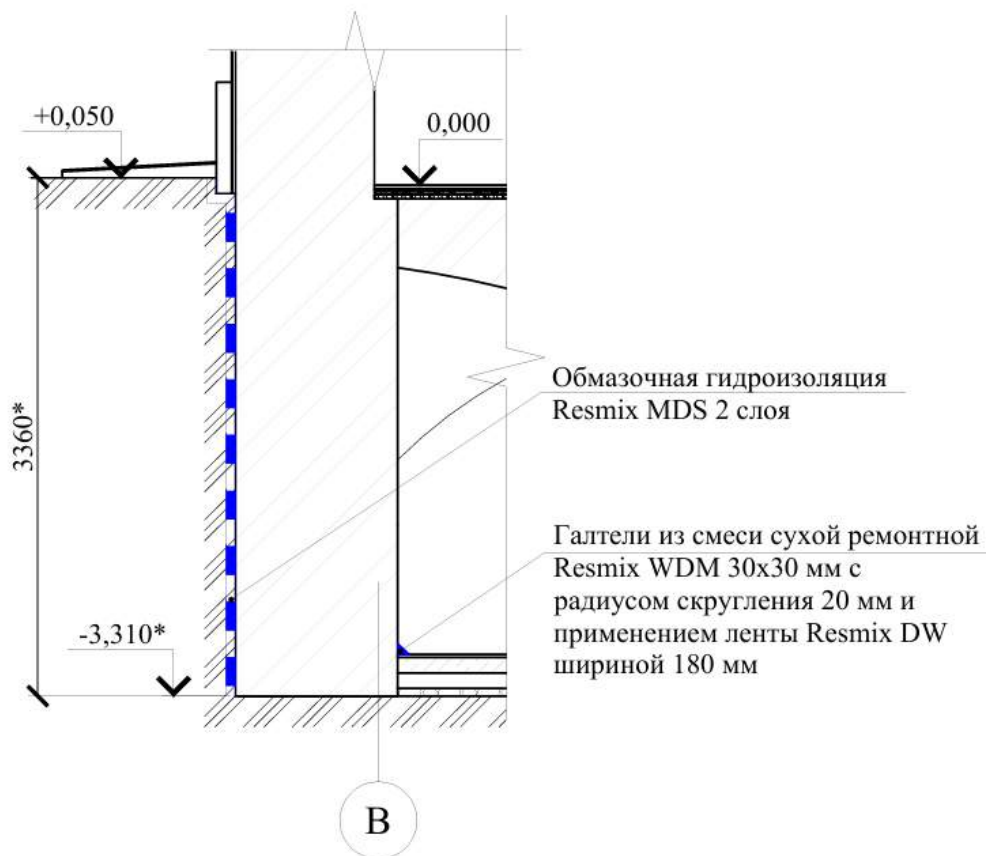 +0,050
0,000
Обмазочная гидроизоляция
Resmix MDS 2 слоя
3360*
Галтели из смеси сухой ремонтной
Resmix WDM 30х30 мм с
радиусом скругления 20 мм и
применением ленты Resmix DW
шириной 180 мм
-3,310*
В